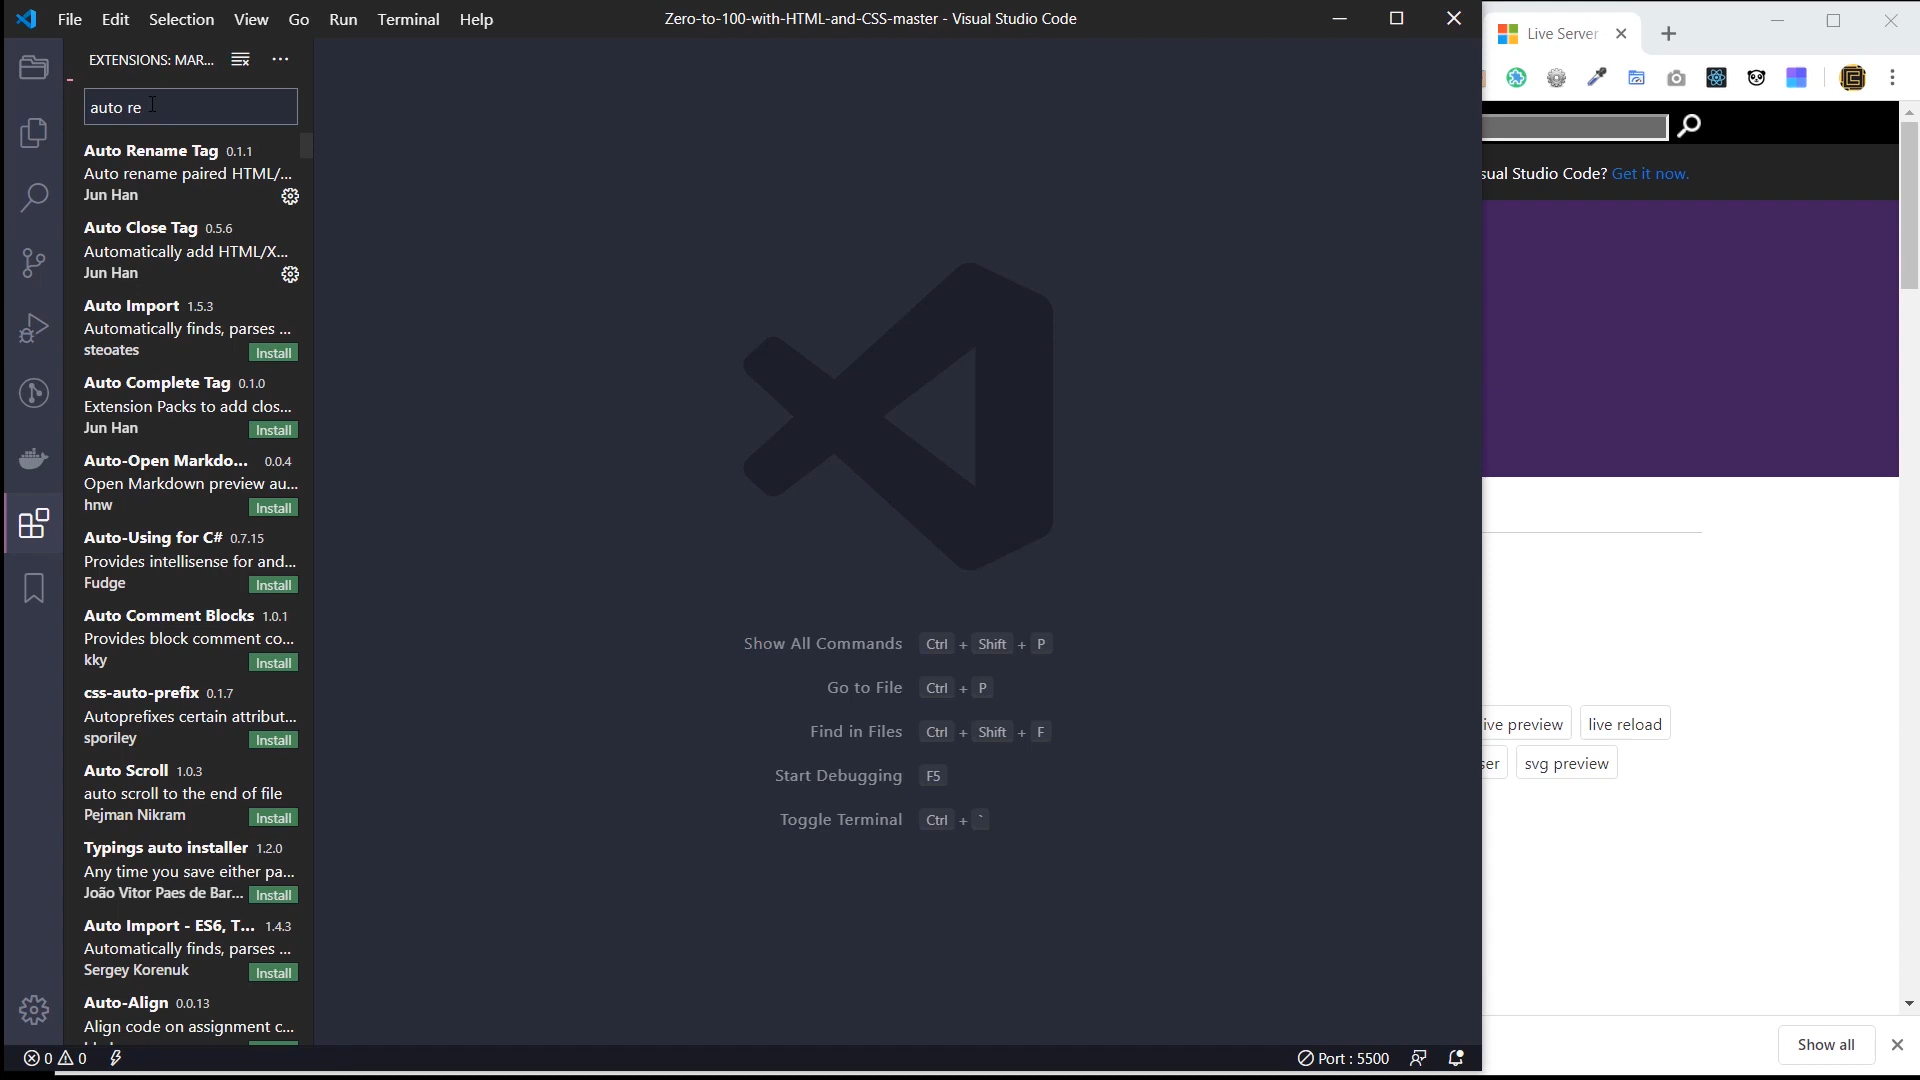 File Edit Selection View Go Run Terminal Help
Zero-to-100-with-HTML-and-CSS-master - Visual Studio Code
EXTENSIONS: MAR...
auto re
Auto Rename Tag 0.1.1
Auto rename paired HTML/...
Jun Han
Auto Close Tag 0.5.6
Automatically add HTML/X...
Jun Han
Auto Import 1.5.3
Automatically finds, parses ...
steoates Install
Auto Complete Tag 0.1.0
Extension Packs to add clos...
Jun Han Install
Auto-Open Markdo... 0.0.4
Open Markdown preview au...
hnw Install
Auto-Using for C# 0.7.15
Provides intellisense for and...
Fudge Install
Auto Comment Blocks 1.0.1
Provides block comment co...
kky Install
css-auto-prefix 0.1.7
Autoprefixes certain attribut...
sporiley Install
Auto Scroll 1.0.3
auto scroll to the end of file
Pejman Nikram Install
Typings auto installer 1.2.0
Any time you save either pa...
João Vitor Paes de Bar... Install
Auto Import - ES6, T... 1.4.3
Automatically finds, parses ...
Sergey Korenuk Install
Auto-Align 0.0.13
Align code on assignment c...
Show All Commands Ctrl + Shift + P
Go to File Ctrl + P
Find in Files Ctrl + Shift + F
Start Debugging F5
Toggle Terminal Ctrl + `
0 0
Port : 5500
Live Server
sual Studio Code? Get it now.
ive preview live reload
ser svg preview
Show all